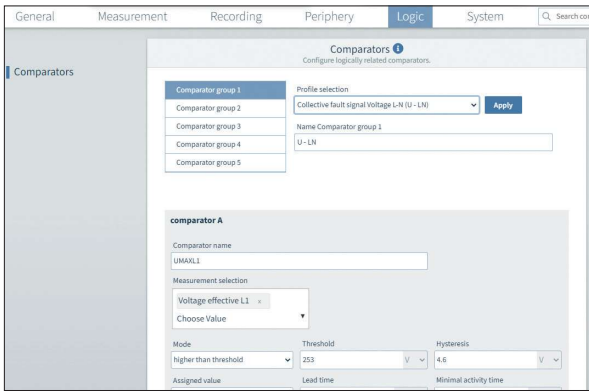 General Measurement Recording Periphery Logic System Search con
Comparators
Configure logically related comparators.
Comparators
Comparator group 1
Comparator group 2
Comparator group 3
Comparator group 4
Comparator group 5
Profile selection
Collective fault signal Voltage L-N (U - LN) Apply
Name Comparator group 1
U - LN
comparator A
Comparator name
UMAXL1
Measurement selection
Voltage effective L1 ×
Choose Value
Mode Threshold Hysteresis
higher than threshold 253 V 4.6 V
Assigned value Lead time Minimal activity time